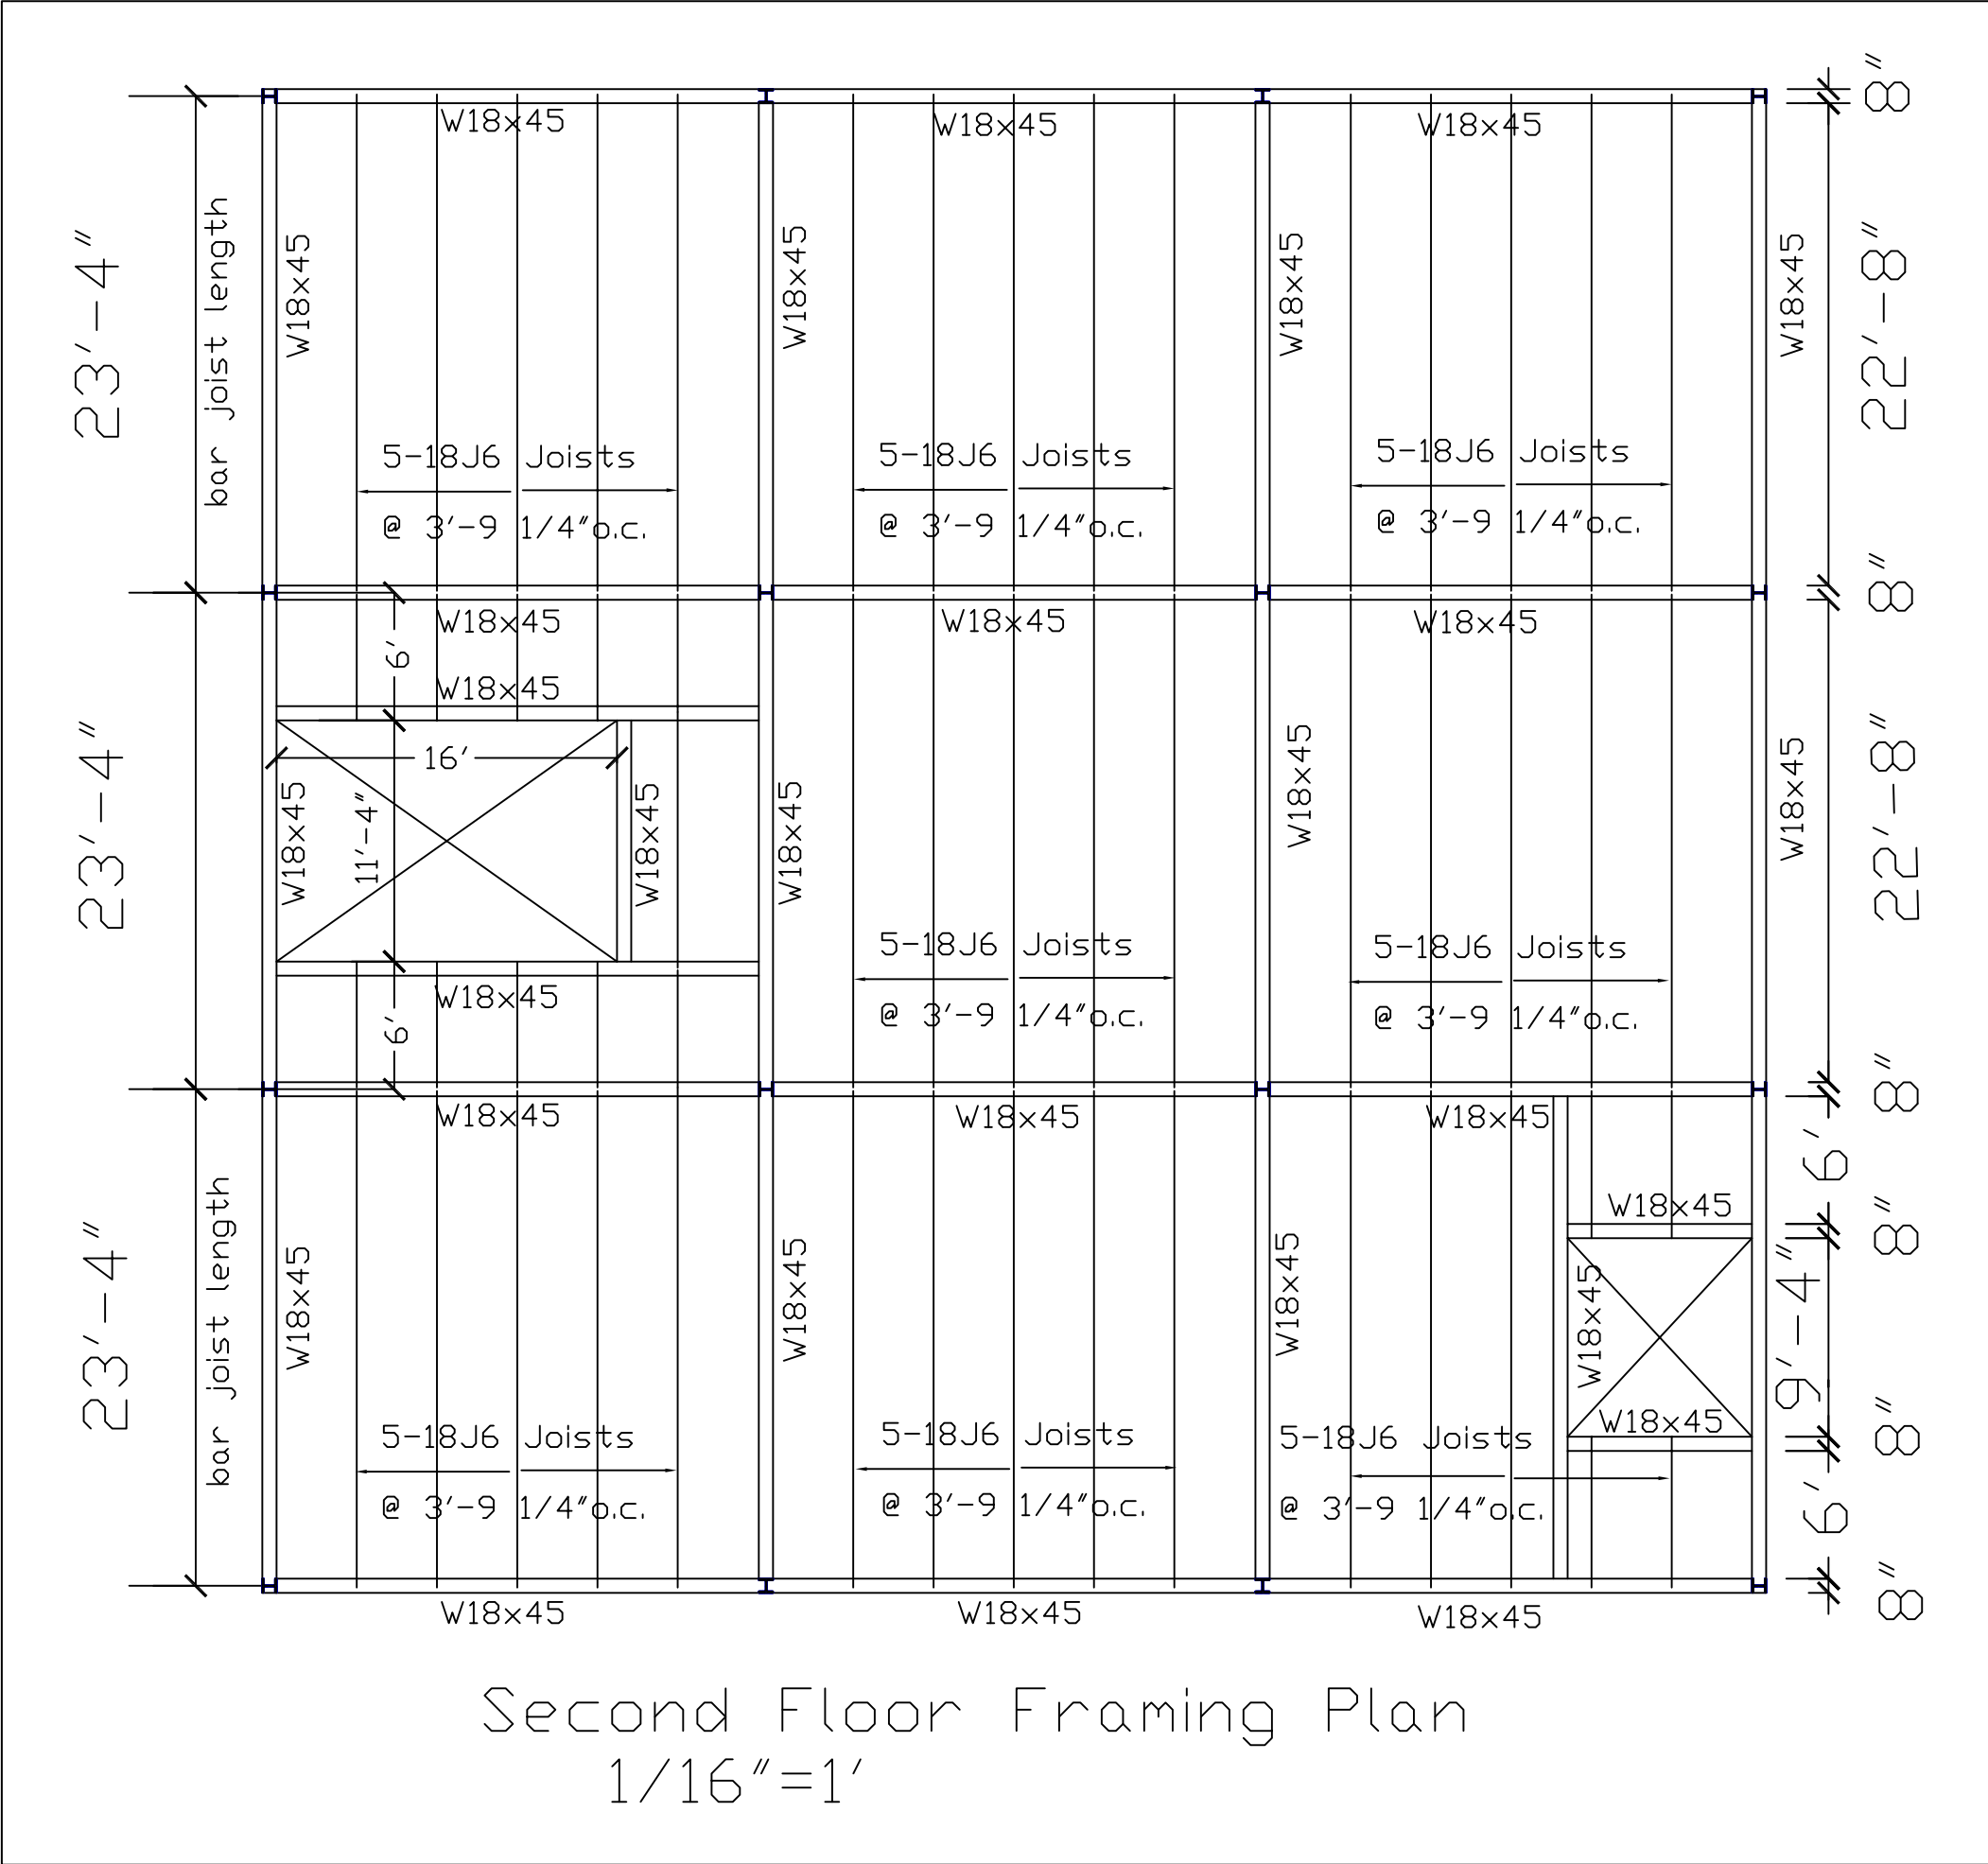 8"
W18x45
W18x45
W18x45
23'-4"
bar joist length
W18x45
W18x45
W18x45
W18x45
22'-8"
5-18J6 Joists
@ 3'-9 1/4"o.c.
5-18J6 Joists
@ 3'-9 1/4"o.c.
5-18J6 Joists
@ 3'-9 1/4"o.c.
8"
W18x45
W18x45
W18x45
6'
W18x45
16'
23'-4"
W18x45
11'-4"
W18x45
W18x45
W18x45
W18x45
22'-8"
5-18J6 Joists
@ 3'-9 1/4"o.c.
5-18J6 Joists
@ 3'-9 1/4"o.c.
W18x45
6'
8"
W18x45
W18x45
W18x45
6'
23'-4"
bar joist length
W18x45
W18x45
W18x45
W18x45
8"
W18x45
9'-4"
W18x45
8"
5-18J6 Joists
@ 3'-9 1/4"o.c.
5-18J6 Joists
@ 3'-9 1/4"o.c.
5-18J6 Joists
@ 3'-9 1/4"o.c.
6'
8"
W18x45
W18x45
W18x45
Second Floor Framing Plan
1/16"=1'